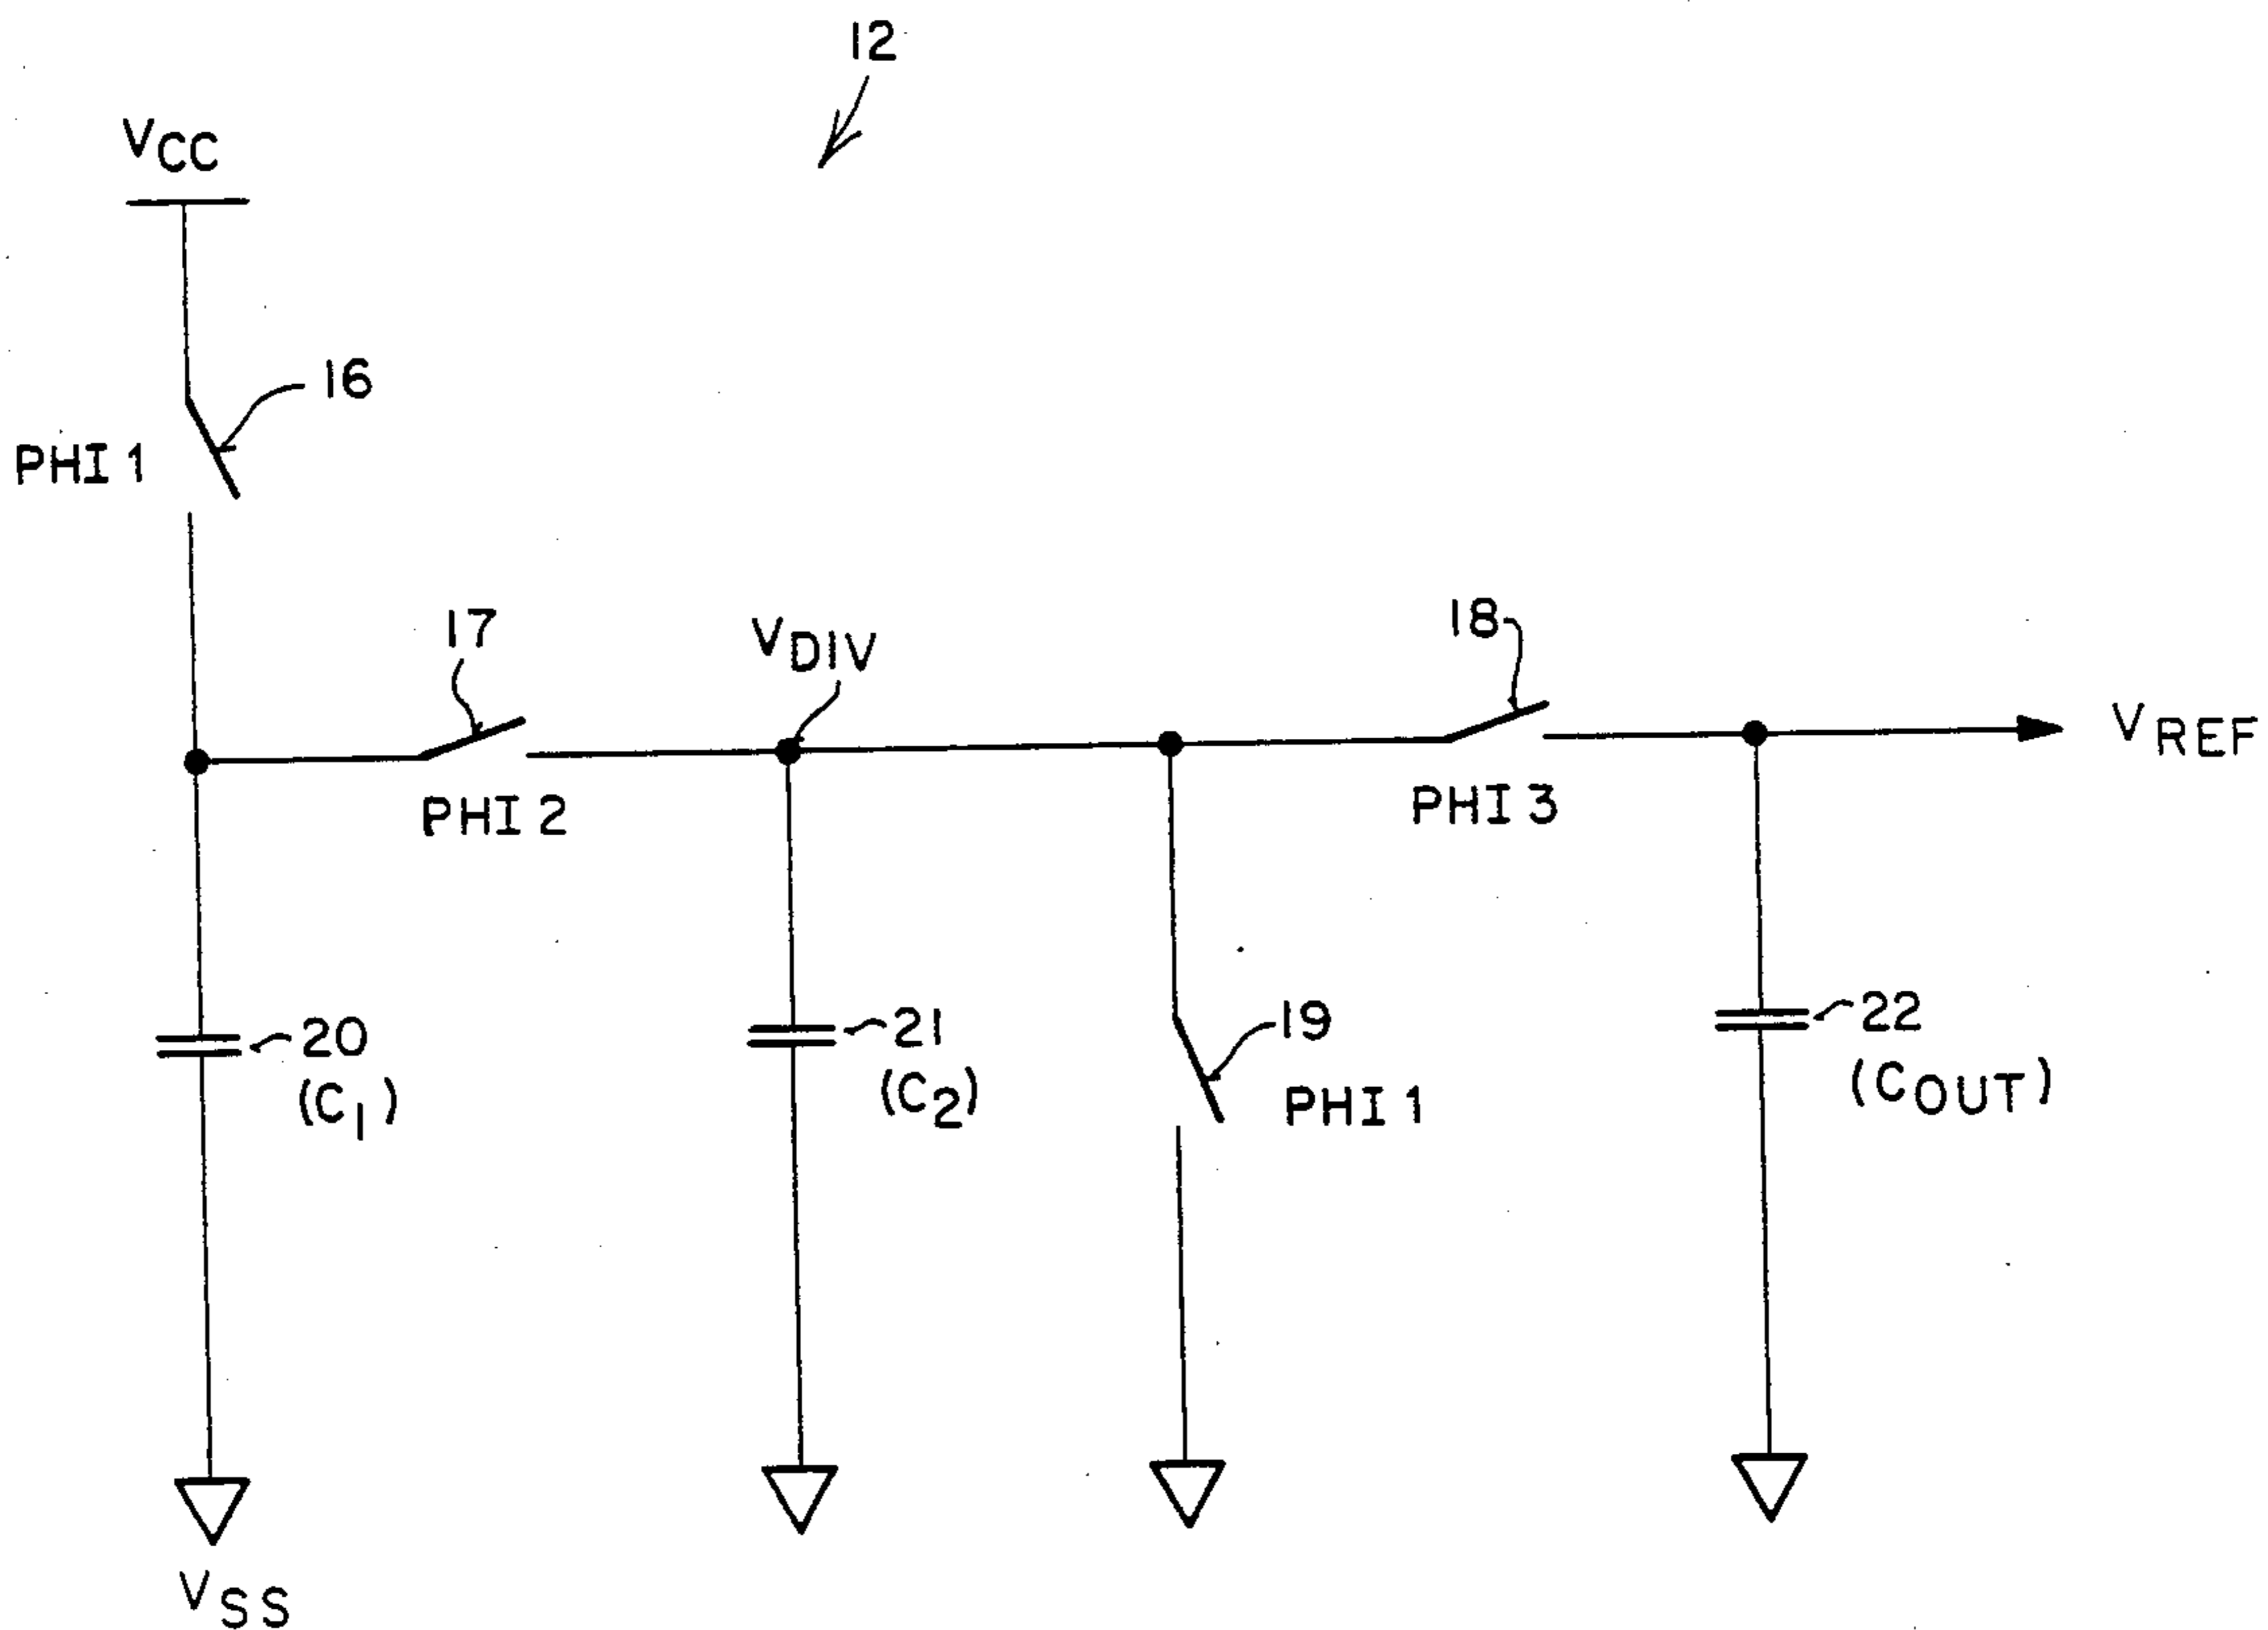 12
VCC
16
PHI 1
17
VDIV
18
VREF
PHI 2
PHI 3
20
(C1)
21
(C2)
19
PHI 1
22
(COUT)
VSS